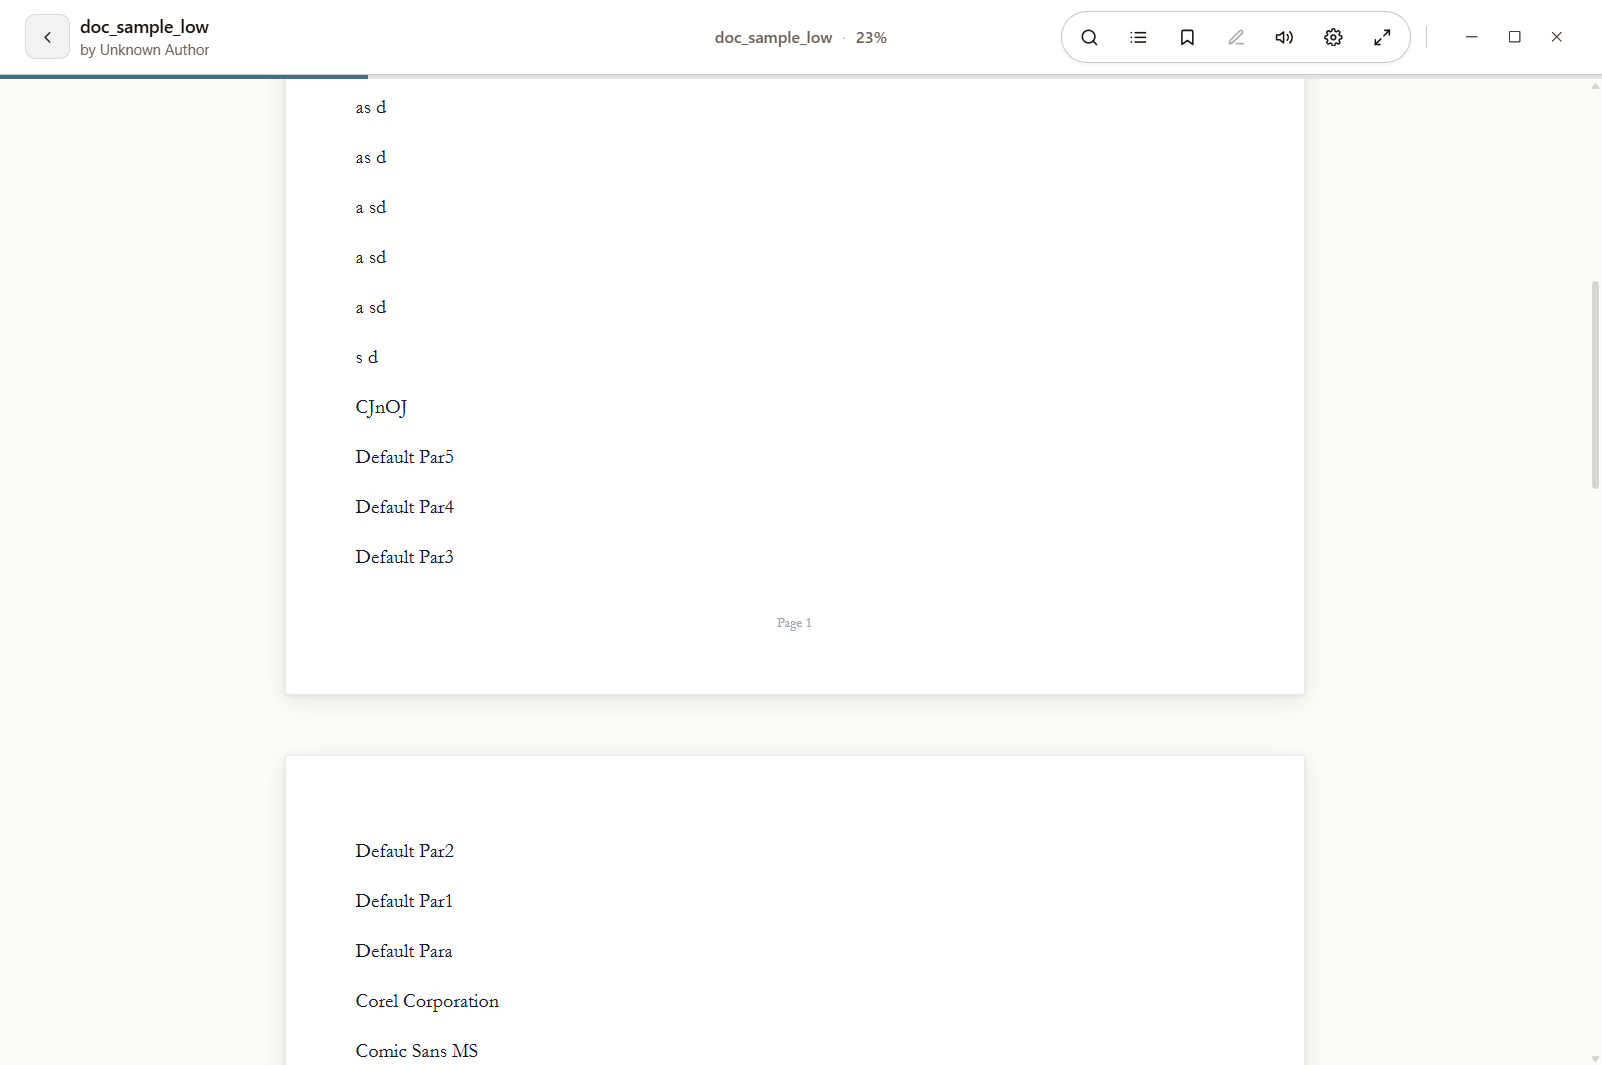 doc_sample_low
by Unknown Author
doc_sample_low · 23%
as d
as d
a sd
a sd
a sd
s d
CJnOJ
Default Par5
Default Par4
Default Par3
Page 1
Default Par2
Default Par1
Default Para
Corel Corporation
Comic Sans MS